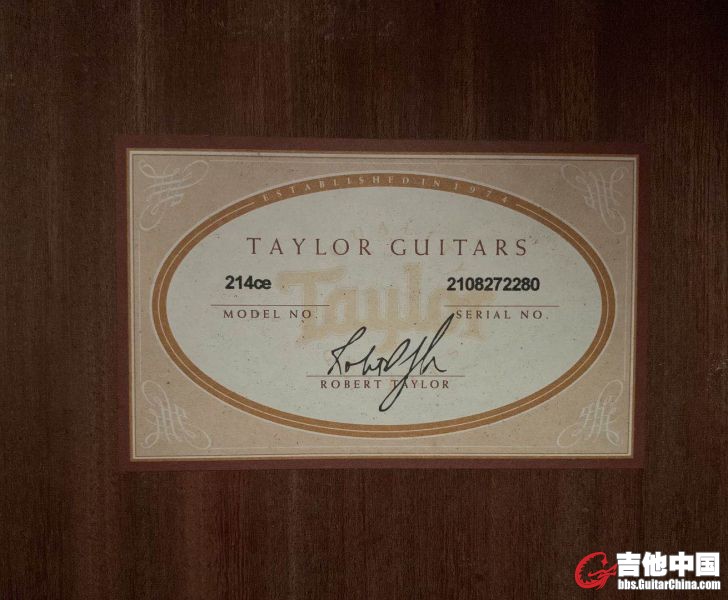 ESTABLISHED IN 1974
TAYLOR GUITARS
214ce 2108272280
MODEL NO. SERIAL NO.
Taylor
ROBERT TAYLOR
吉他中国
bbs.GuitarChina.com